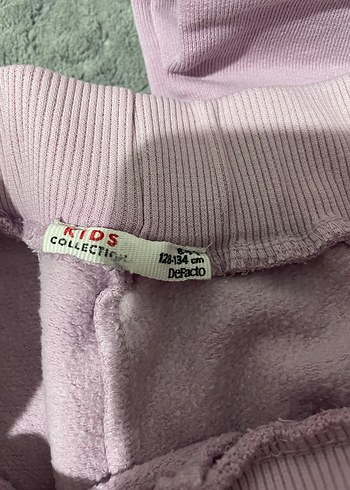 KIDS
COLLECTION
128-134 cm
DeFacto